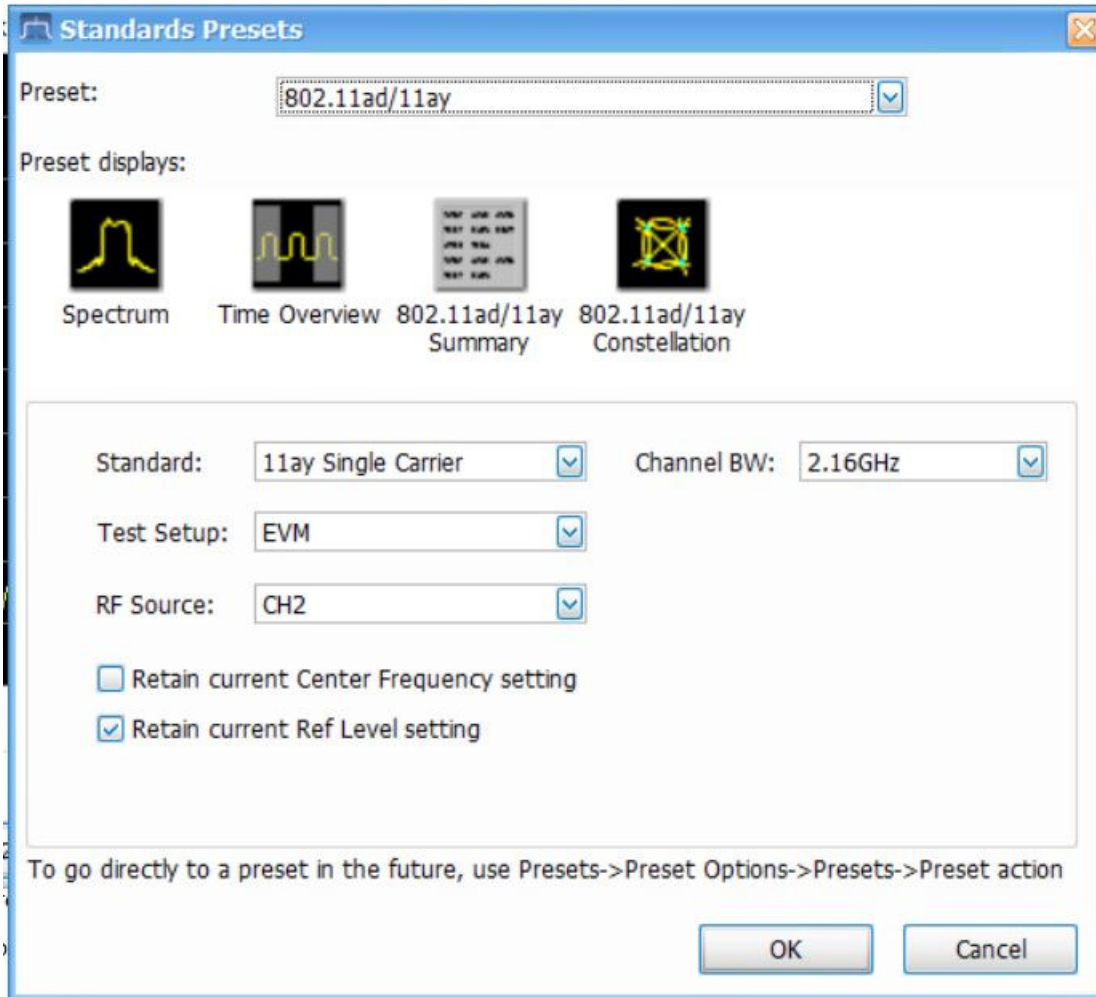 Standards Presets
Preset: 802.11ad/11ay
Preset displays:
Spectrum Time Overview 802.11ad/11ay 802.11ad/11ay
Summary Constellation
Standard: 11ay Single Carrier Channel BW: 2.16GHz
Test Setup: EVM
RF Source: CH2
Retain current Center Frequency setting
Retain current Ref Level setting
To go directly to a preset in the future, use Presets->Preset Options->Presets->Preset action
OK Cancel